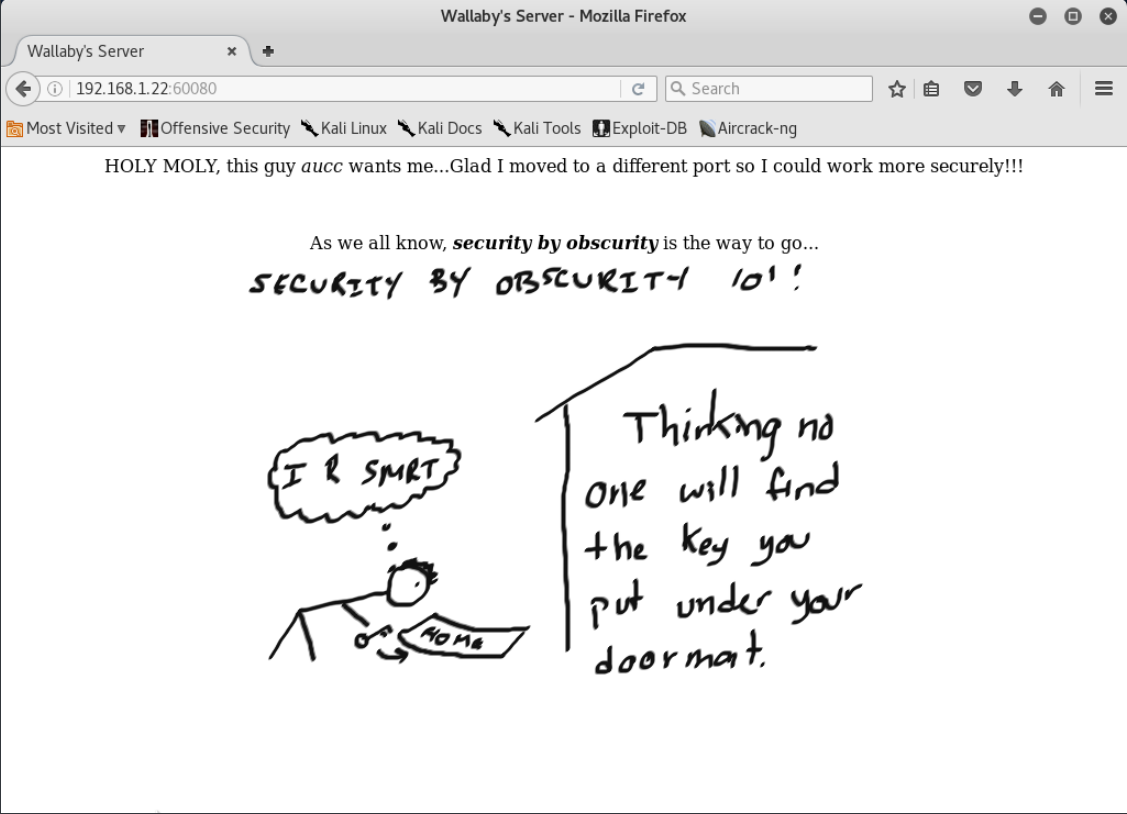 Wallaby's Server - Mozilla Firefox
Wallaby's Server
192.168.1.22:60080
Search
Most Visited Offensive Security Kali Linux Kali Docs Kali Tools Exploit-DB Aircrack-ng
HOLY MOLY, this guy aucc wants me...Glad I moved to a different port so I could work more securely!!!
As we all know, security by obscurity is the way to go...
SECURITY BY OBSCURITY 101!
Thinking no
one will find
the key you
put under your
doormat.
I R SMRT
HOME